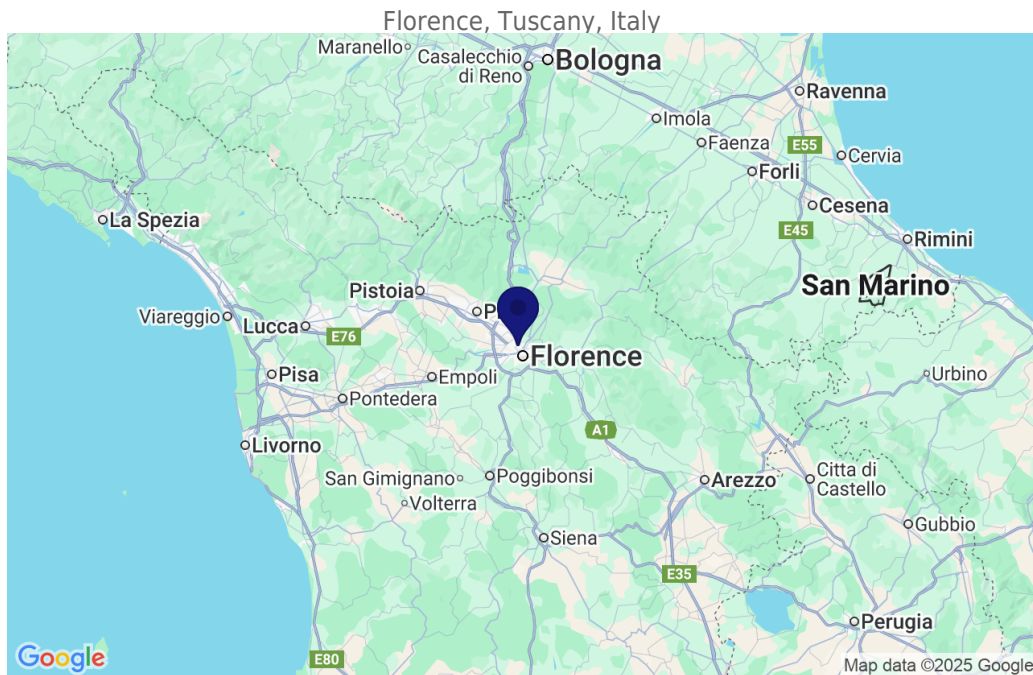 Florence, Tuscany, Italy
Maranello
Casalecchio
di Reno
Bologna
Ravenna
Imola
Faenza
E55
Cervia
Forlì
Cesena
La Spezia
E45
Rimini
San Marino
Pistoia
Viareggio
Lucca
E76
Florence
Pisa
Empoli
Urbino
Pontedera
A1
Livorno
San Gimignano
Poggibonsi
Arezzo
Citta di
Castello
Volterra
Gubbio
Siena
E35
Perugia
Google
E80
Map data ©2025 Google